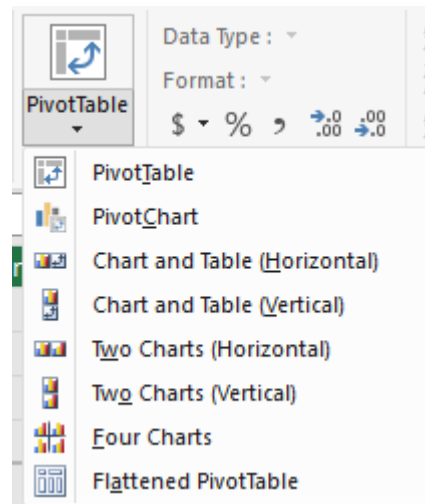 Data Type :
Format :
PivotTable
$ % , .0 .00 .00 .0
PivotTable
PivotChart
Chart and Table (Horizontal)
Chart and Table (Vertical)
Two Charts (Horizontal)
Two Charts (Vertical)
Four Charts
Flattened PivotTable